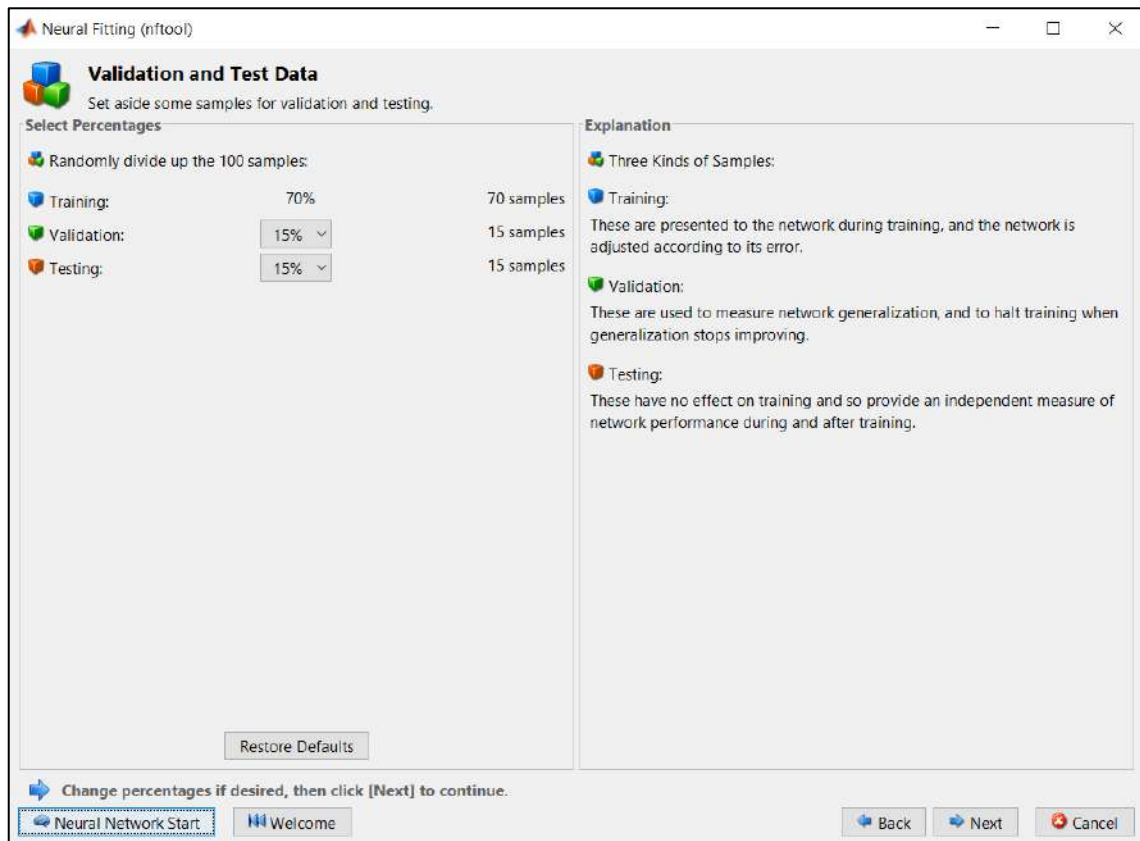 Neural Fitting (nftool)
Validation and Test Data
Set aside some samples for validation and testing.
Select Percentages
Randomly divide up the 100 samples:
Training: 70% 70 samples
Validation: 15% 15 samples
Testing: 15% 15 samples
Restore Defaults
Explanation
Three Kinds of Samples:
Training:
These are presented to the network during training, and the network is
adjusted according to its error.
Validation:
These are used to measure network generalization, and to halt training when
generalization stops improving.
Testing:
These have no effect on training and so provide an independent measure of
network performance during and after training.
Change percentages if desired, then click [Next] to continue.
Neural Network Start Welcome Back Next Cancel